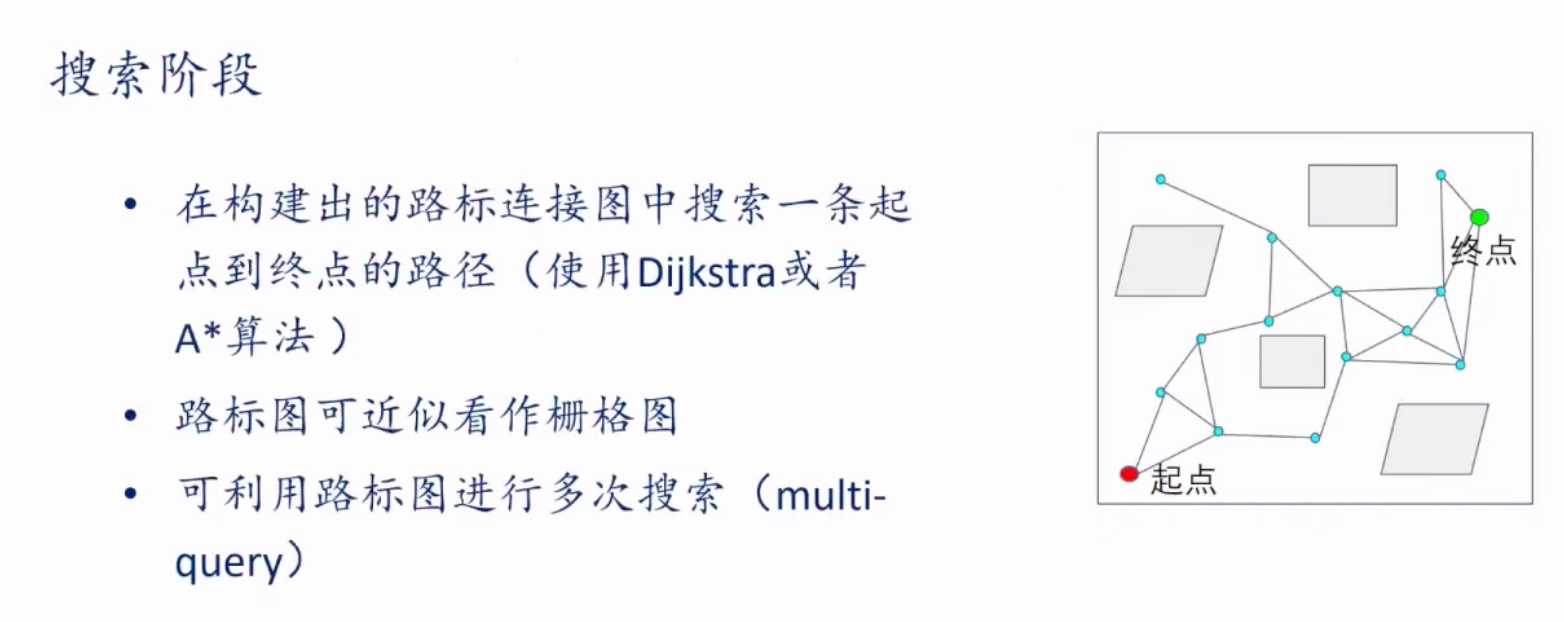 搜索阶段
• 在构建出的路标连接图中搜索一条起
点到终点的路径（使用Dijkstra或者
A*算法 ）
• 路标图可近似看作栅格图
• 可利用路标图进行多次搜索（multi-
query）
终点
起点